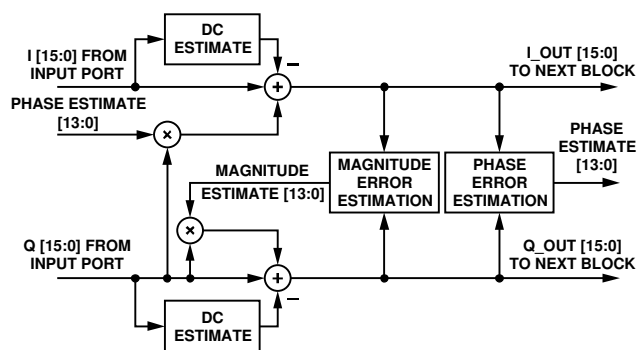 DC
ESTIMATE
I [15:0] FROM
INPUT PORT
–
+
I_OUT [15:0]
TO NEXT BLOCK
PHASE ESTIMATE
[13:0]
×
MAGNITUDE
ESTIMATE [13:0]
MAGNITUDE
ERROR
ESTIMATION
PHASE
ERROR
ESTIMATION
PHASE
ESTIMATE
[13:0]
×
Q [15:0] FROM
INPUT PORT
+
–
Q_OUT [15:0]
TO NEXT BLOCK
DC
ESTIMATE